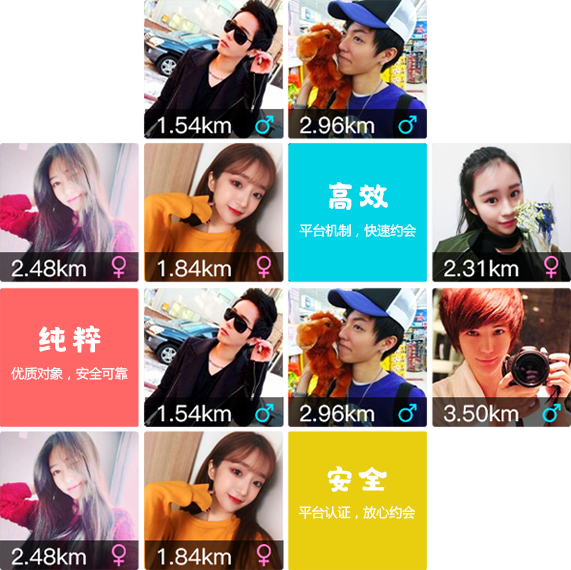 1.54km
2.96km
2.48km
1.84km
高效
平台机制，快速约会
2.31km
纯粹
优质对象，安全可靠
1.54km
2.96km
3.50km
2.48km
1.84km
安全
平台认证，放心约会